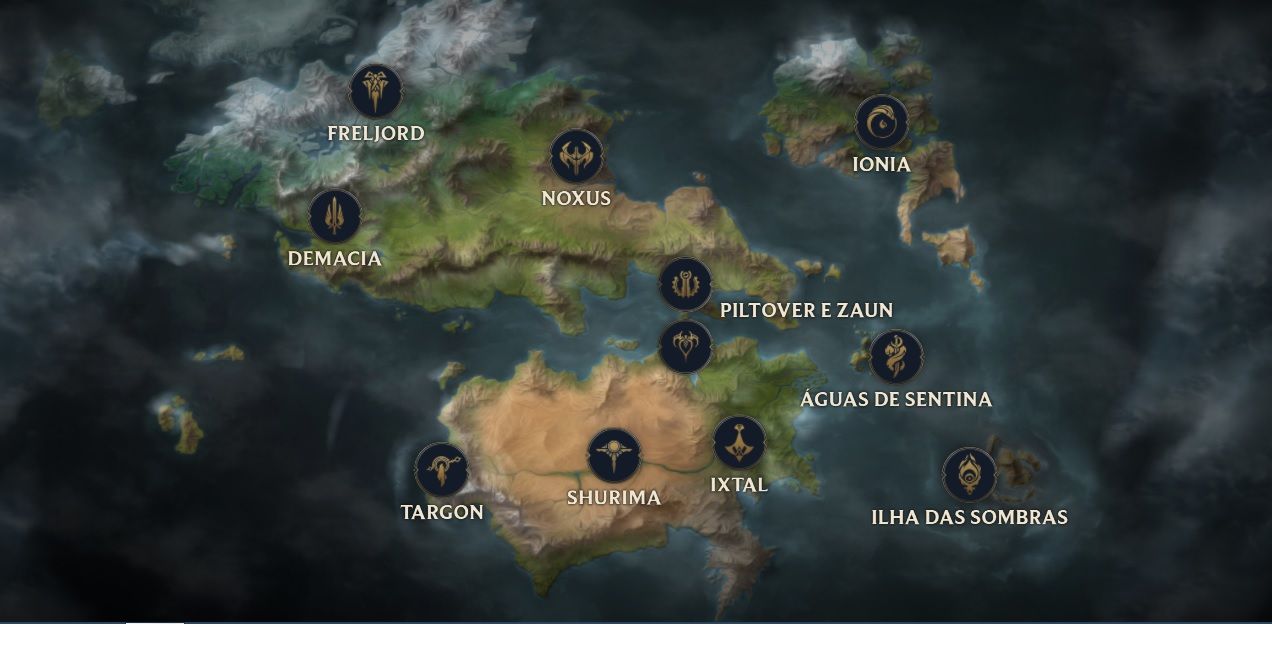 FRELJORD
IONIA
NOXUS
DEMACIA
PILTOVER E ZAUN
ÁGUAS DE SENTINA
IXTAL
SHURIMA
TARGON
ILHA DAS SOMBRAS